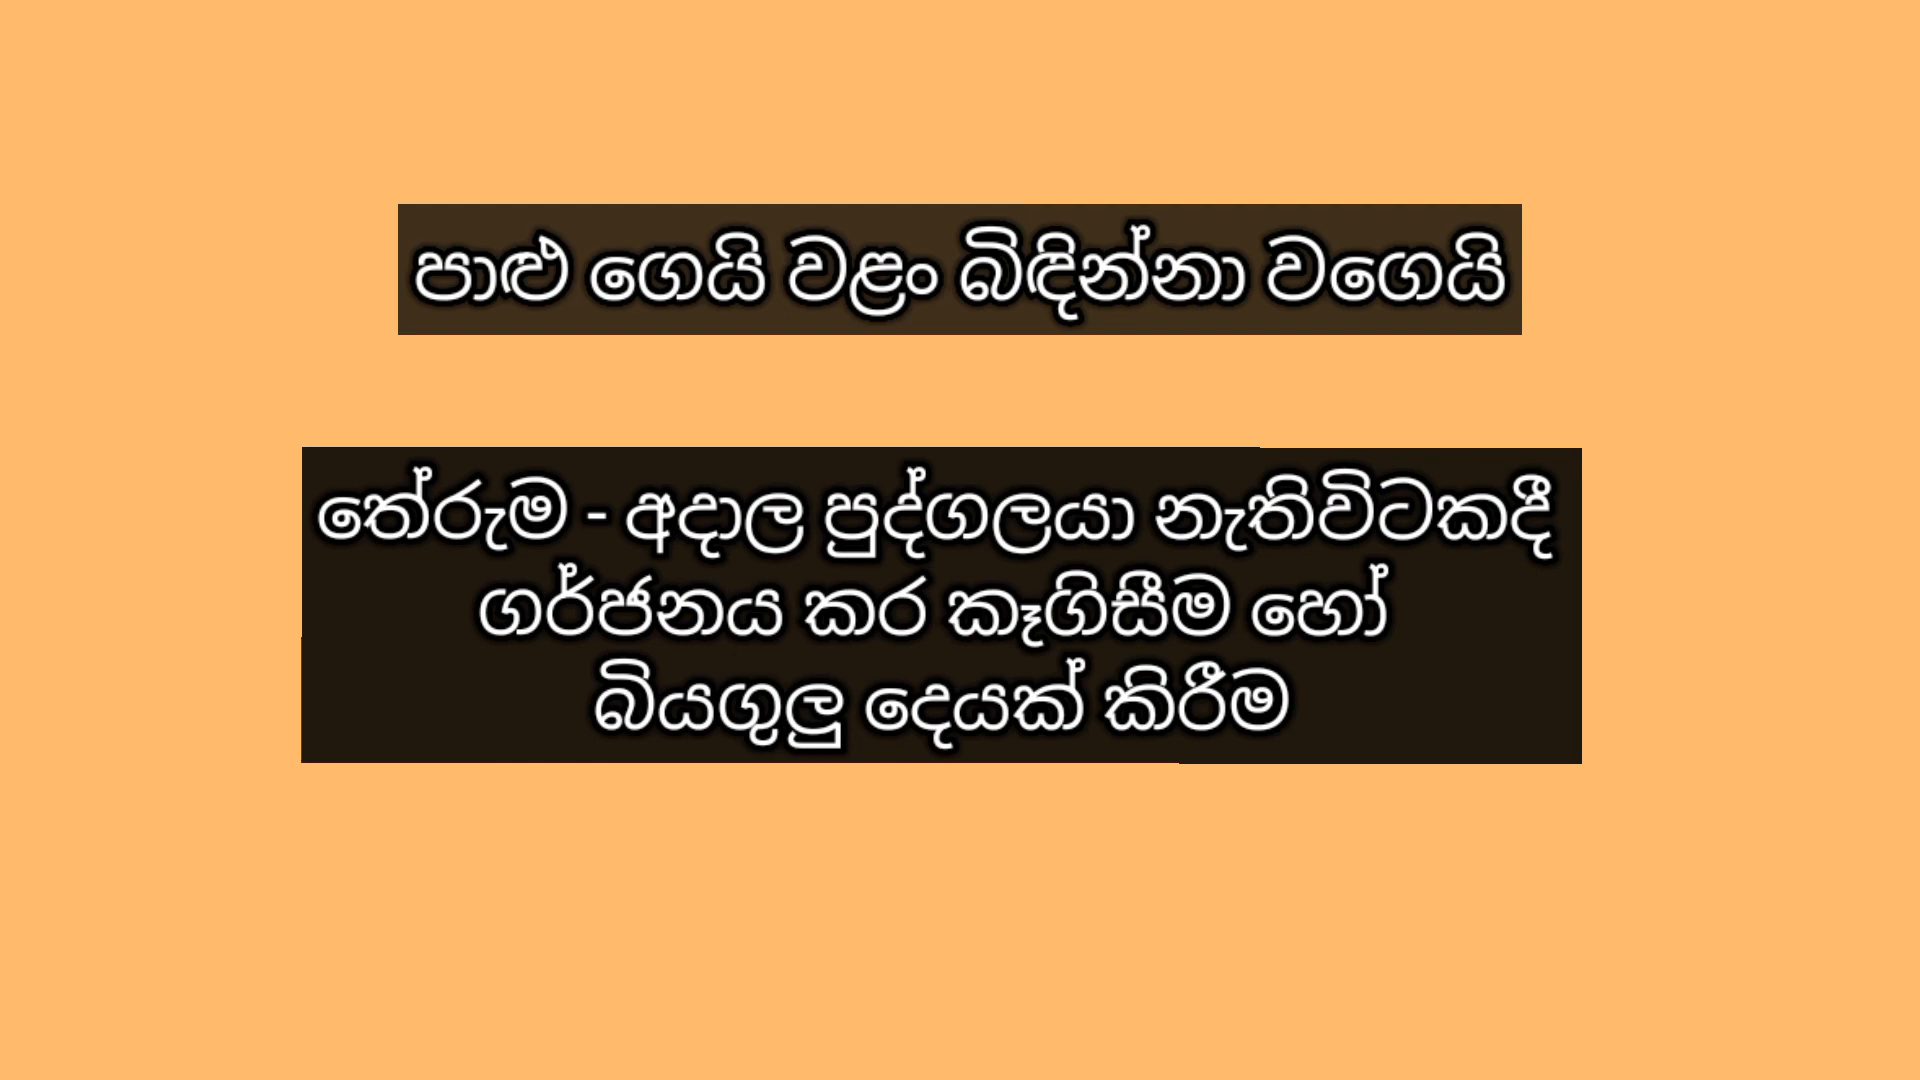 පාළු ගෙයි වළං බිඳින්නා වගෙයි
තේරුම - අදාල පුද්ගලයා නැතිවිටකදී
ගර්ජනය කර කෑගිසීම හෝ
බියගුලු දෙයක් කිරීම